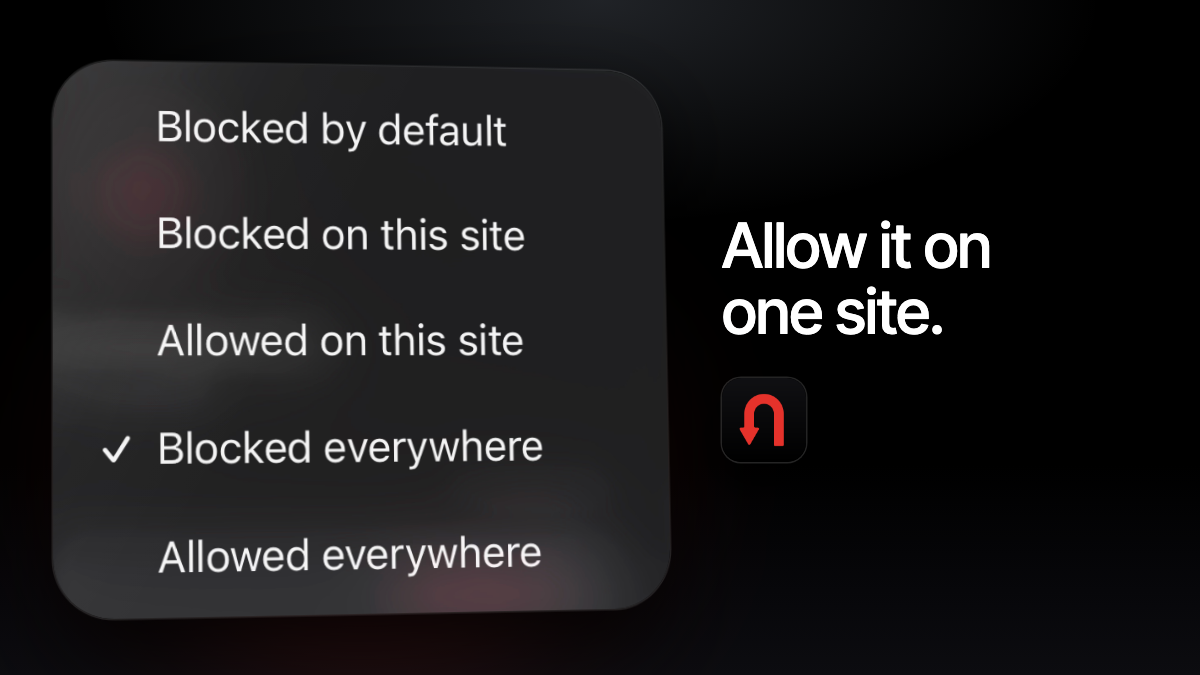 Blocked by default
Blocked on this site
Allowed on this site
Blocked everywhere
Allowed everywhere
Allow it on
one site.